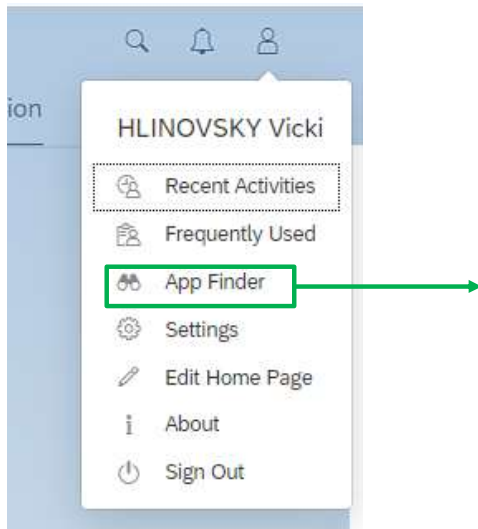 ion
HLINOVSKY Vicki
Recent Activities
Frequently Used
App Finder
Settings
Edit Home Page
About
Sign Out